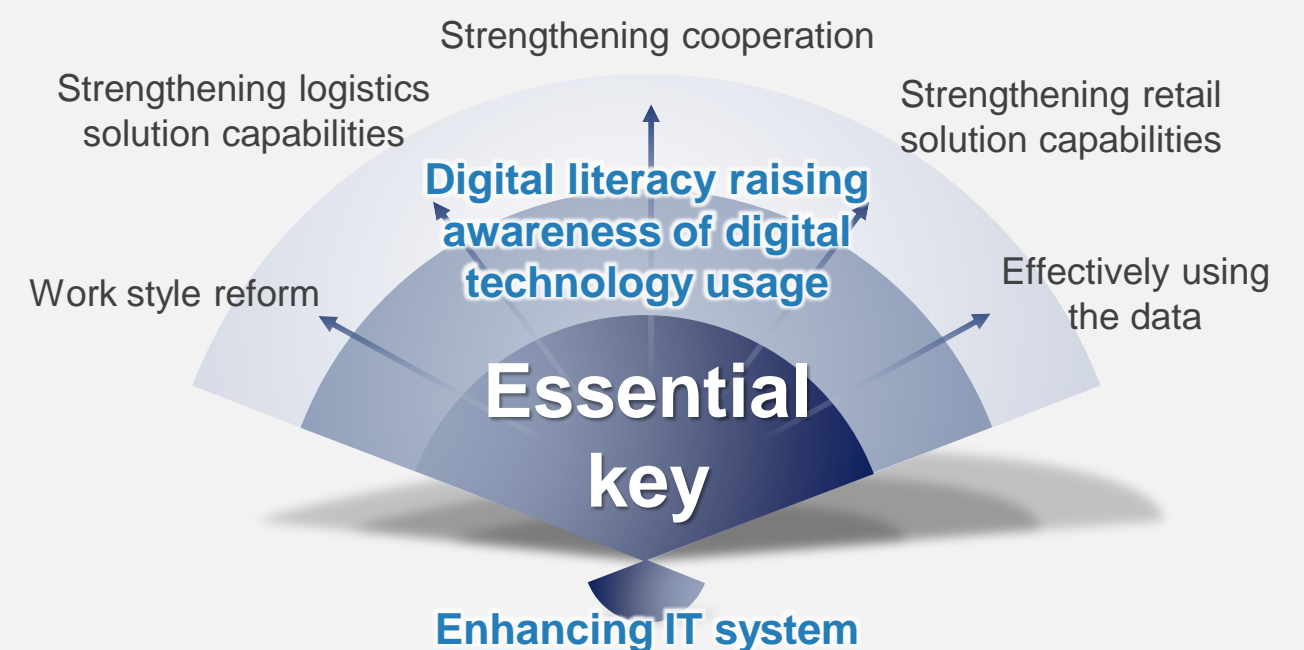 Strengthening cooperation
Strengthening logistics
solution capabilities
Strengthening retail
solution capabilities
Digital literacy raising
awareness of digital
technology usage
Work style reform
Effectively using
the data
Essential
key
Enhancing IT system